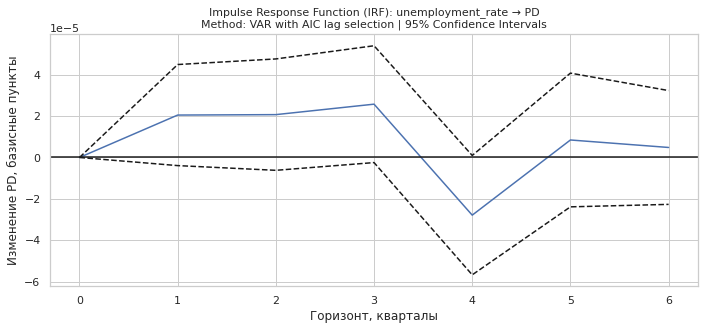 Impulse Response Function (IRF): unemployment_rate → PD
Method: VAR with AIC lag selection | 95% Confidence Intervals
1e−5
4
2
0
−2
−4
−6
Изменение PD, базисные пункты
0 1 2 3 4 5 6
Горизонт, кварталы